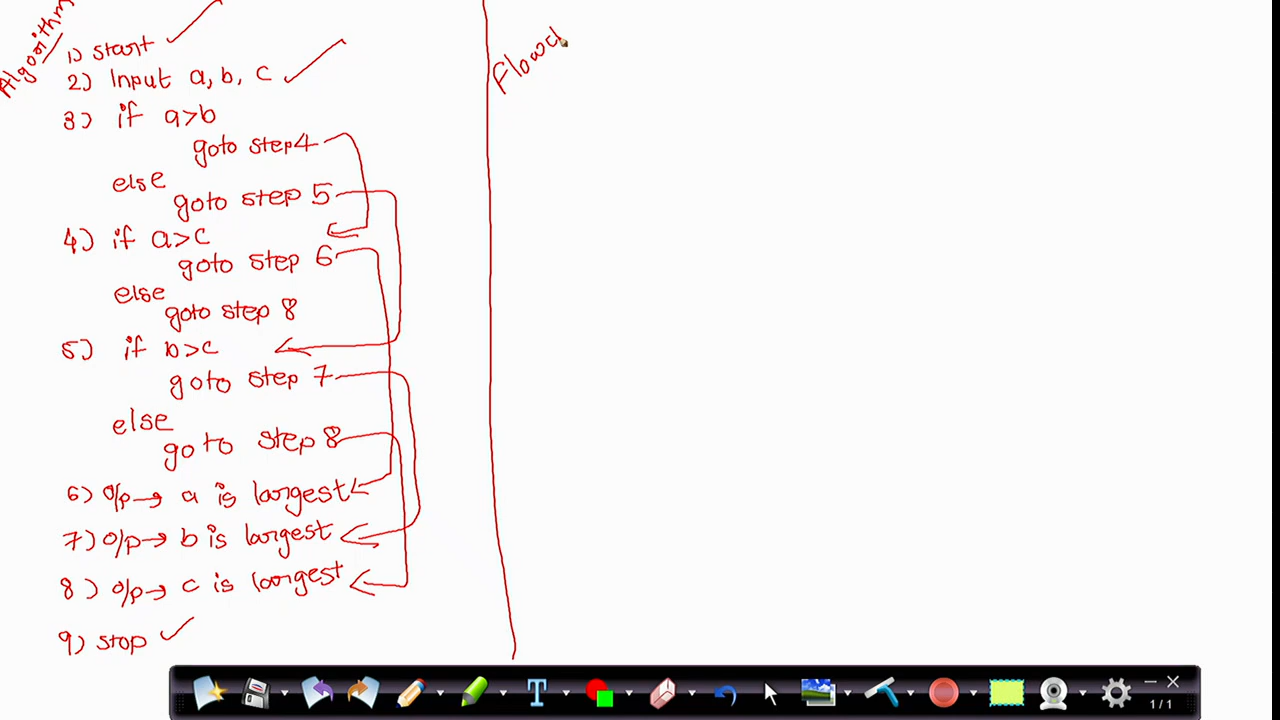 Algorithm
1) start
2) Input a, b, c
3) if a>b
goto step4
else
goto step 5
4) if a>c
goto step 6
else
goto step 8
5) if b>c
goto step 7
else
goto step 8
6) o/p→ a is largest
7) o/p→ b is largest
8) o/p→ c is largest
9) stop
Flowc
T
1/1